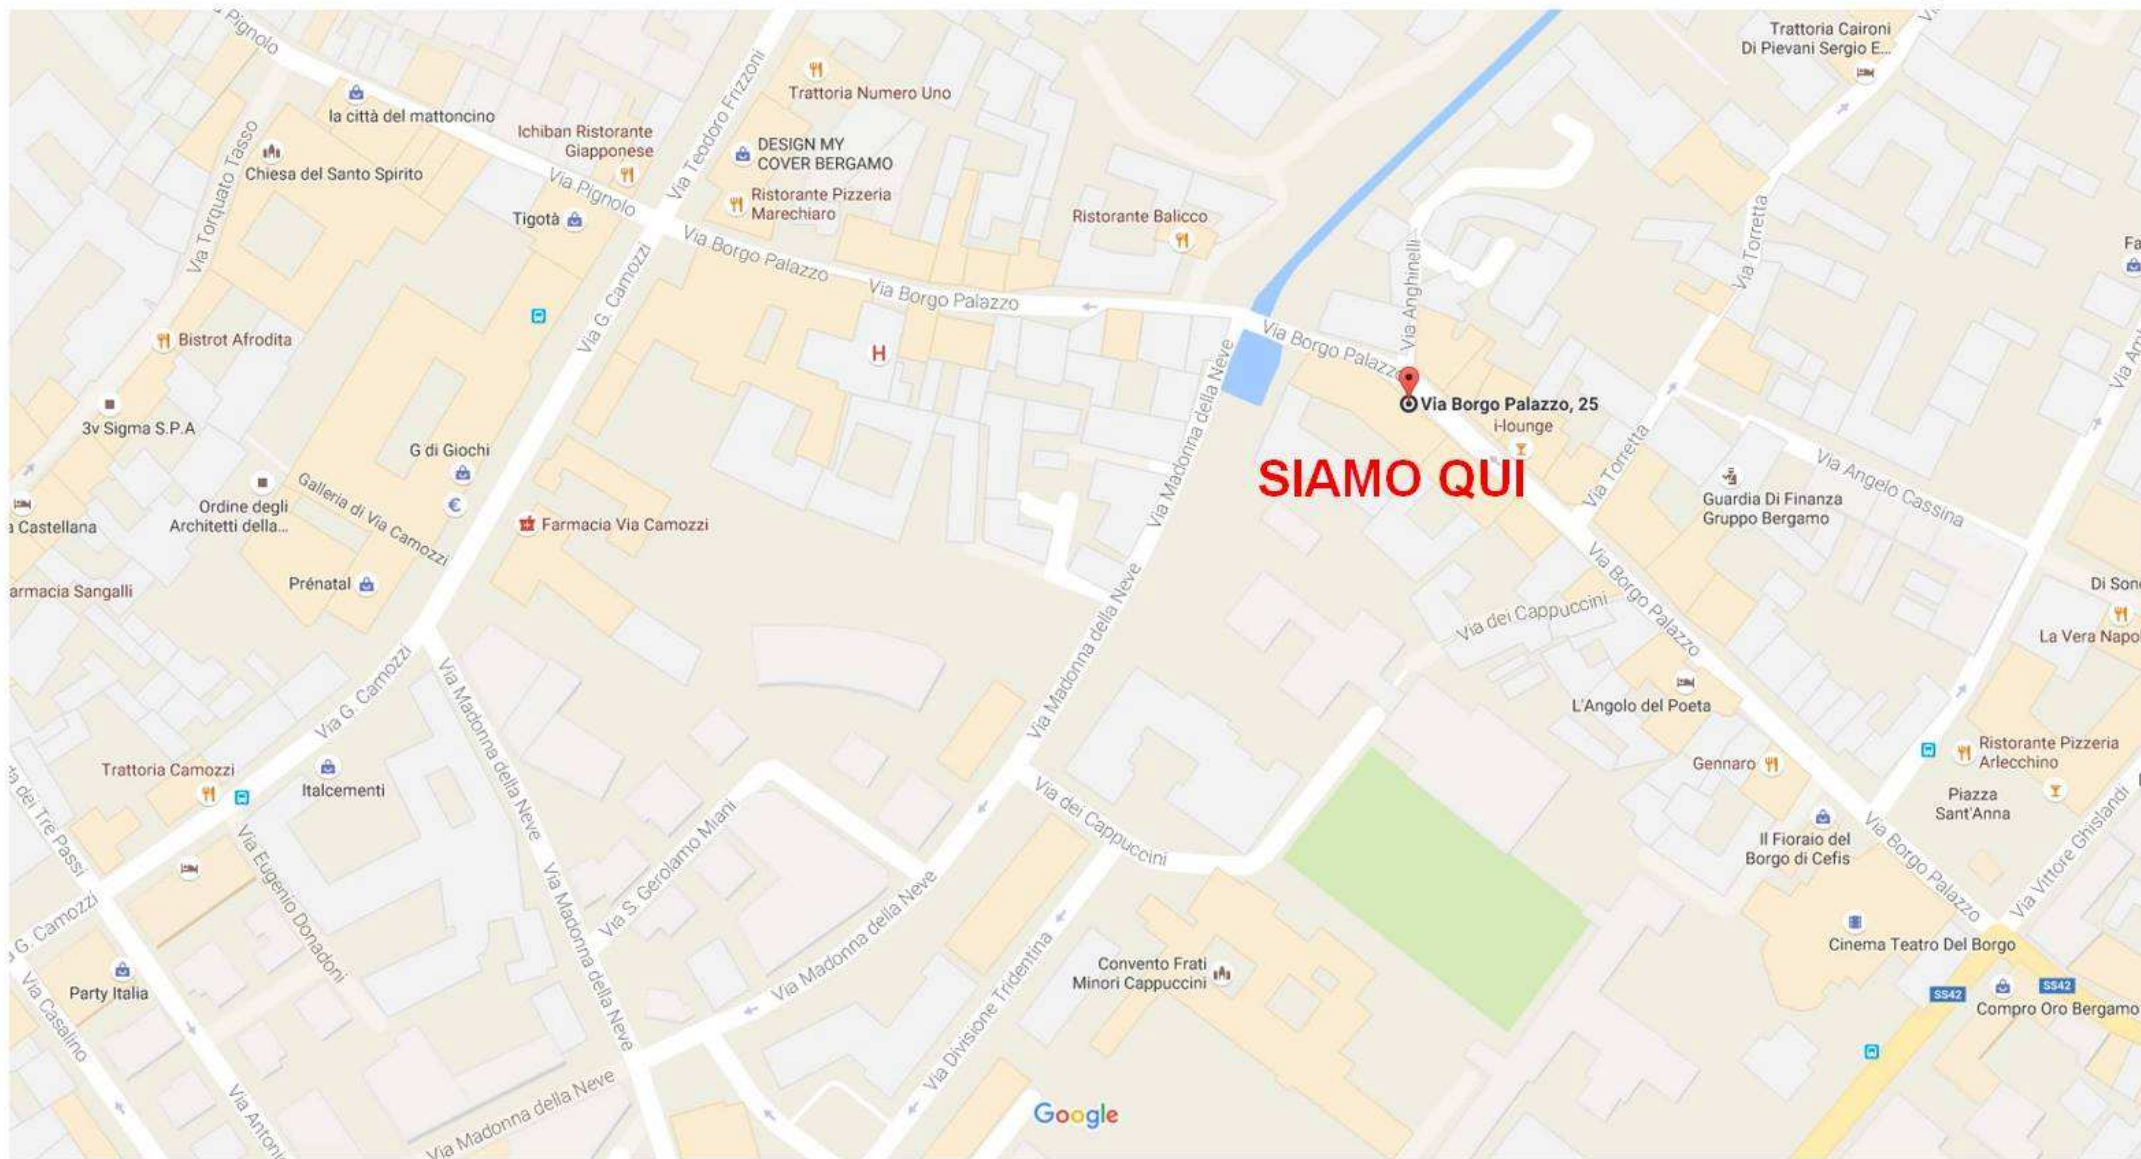 Pignolo
la città del mattoncino
Via Torquato Tasso
Chiesa del Santo Spirito
Ichiban Ristorante
Giapponese
Via Pignolo
Tigotà
Via Teodoro Frizzoni
Trattoria Numero Uno
DESIGN MY
COVER BERGAMO
Ristorante Pizzeria
Marechiaro
Via Borgo Palazzo
Via Borgo Palazzo
Ristorante Balicco
Trattoria Caironi
Di Pievani Sergio E...
Via Anghinelli
Via Torretta
Via Borgo Palazzo
Via Borgo Palazzo, 25
i-lounge
SIAMO QUI
Via Torretta
Guardia Di Finanza
Gruppo Bergamo
Via Angelo Cassina
Bistrot Afrodita
3v Sigma S.P.A
Via G. Camozzi
H
G di Giochi
€
Ordine degli
Architetti della...
Galleria di Via Camozzi
Farmacia Via Camozzi
Castellana
Prénatal
armacia Sangalli
Via Madonna della Neve
Via Madonna della Neve
Via Madonna della Neve
Via dei Cappuccini
Via Borgo Palazzo
La Vera Napo
L'Angolo del Poeta
Via G. Camozzi
Via Madonna della Neve
Trattoria Camozzi
Italcementi
dei Tre Passi
Via Eugenio Donadoni
Via S. Gerolamo Miani
Via dei Cappuccini
Gennaro
Ristorante Pizzeria
Arlecchino
Piazza
Sant'Anna
Il Fioraio del
Borgo di Cefis
Via Borgo Palazzo
Via Vittore Ghislandi
G. Camozzi
Party Italia
Via Casalino
Via Madonna della Neve
Via Madonna della Neve
Via Divisione Tridentina
Convento Frati
Minori Cappuccini
Cinema Teatro Del Borgo
SS42
SS42
Compro Oro Bergamo
Via Antoni
Via Madonna della Neve
Google